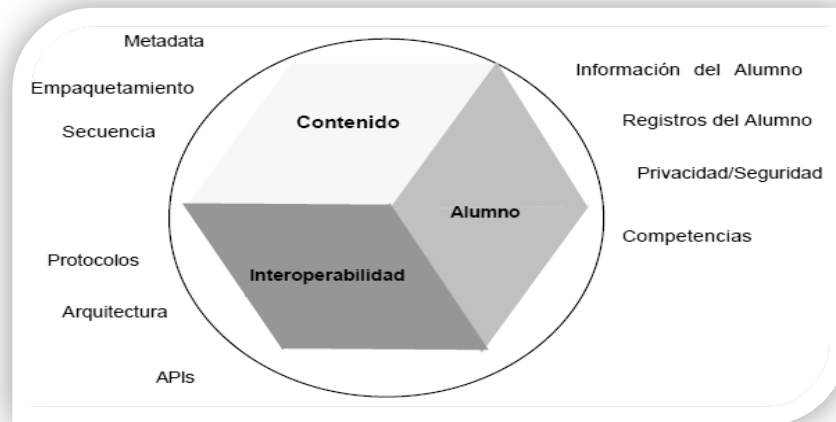 Metadata
Empaquetamiento
Secuencia
Contenido
Información del Alumno
Registros del Alumno
Privacidad/Seguridad
Competencias
Alumno
Interoperabilidad
Protocolos
Arquitectura
APIs